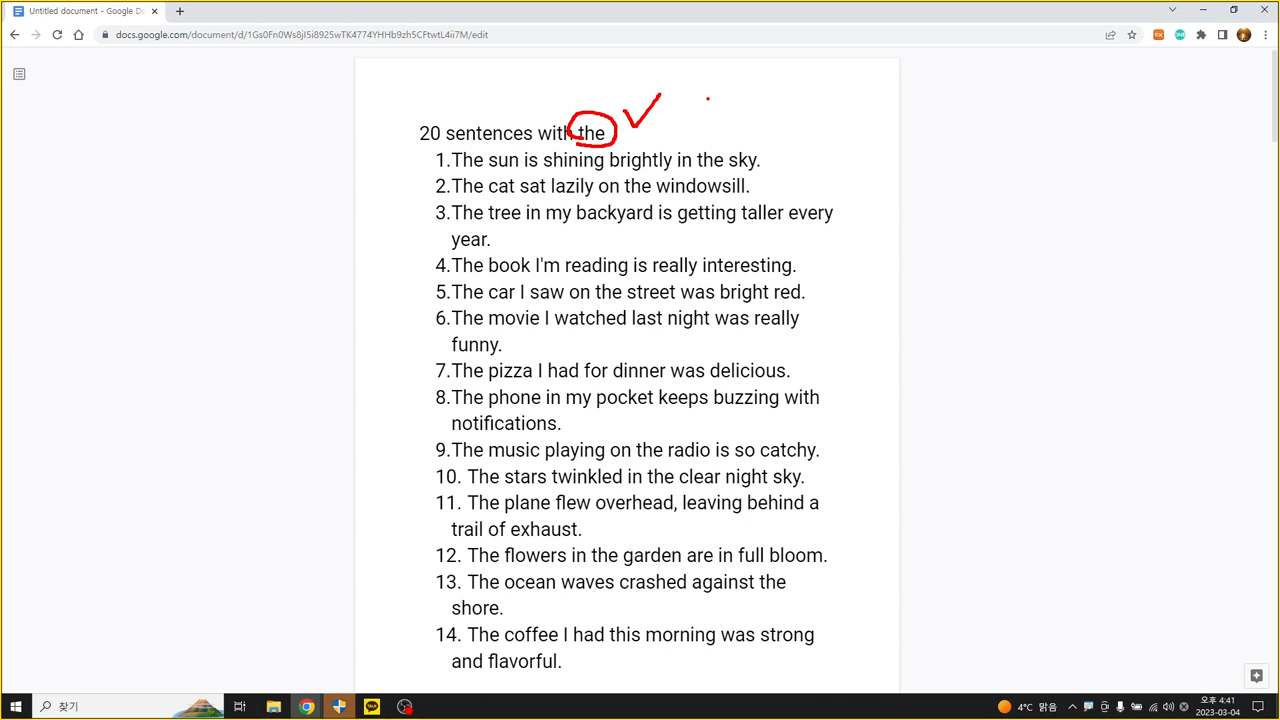 Untitled document - Google Do
docs.google.com/document/d/1Gs0Fn0Ws8jI5i8925wTK4774YHHb9zh5CFtwtL4ii7M/edit
20 sentences with the
1.The sun is shining brightly in the sky.
2.The cat sat lazily on the windowsill.
3.The tree in my backyard is getting taller every
year.
4.The book I'm reading is really interesting.
5.The car I saw on the street was bright red.
6.The movie I watched last night was really
funny.
7.The pizza I had for dinner was delicious.
8.The phone in my pocket keeps buzzing with
notifications.
9.The music playing on the radio is so catchy.
10. The stars twinkled in the clear night sky.
11. The plane flew overhead, leaving behind a
trail of exhaust.
12. The flowers in the garden are in full bloom.
13. The ocean waves crashed against the
shore.
14. The coffee I had this morning was strong
and flavorful.
찾기
TALK
4°C 맑음
오후 4:41
2023-03-04